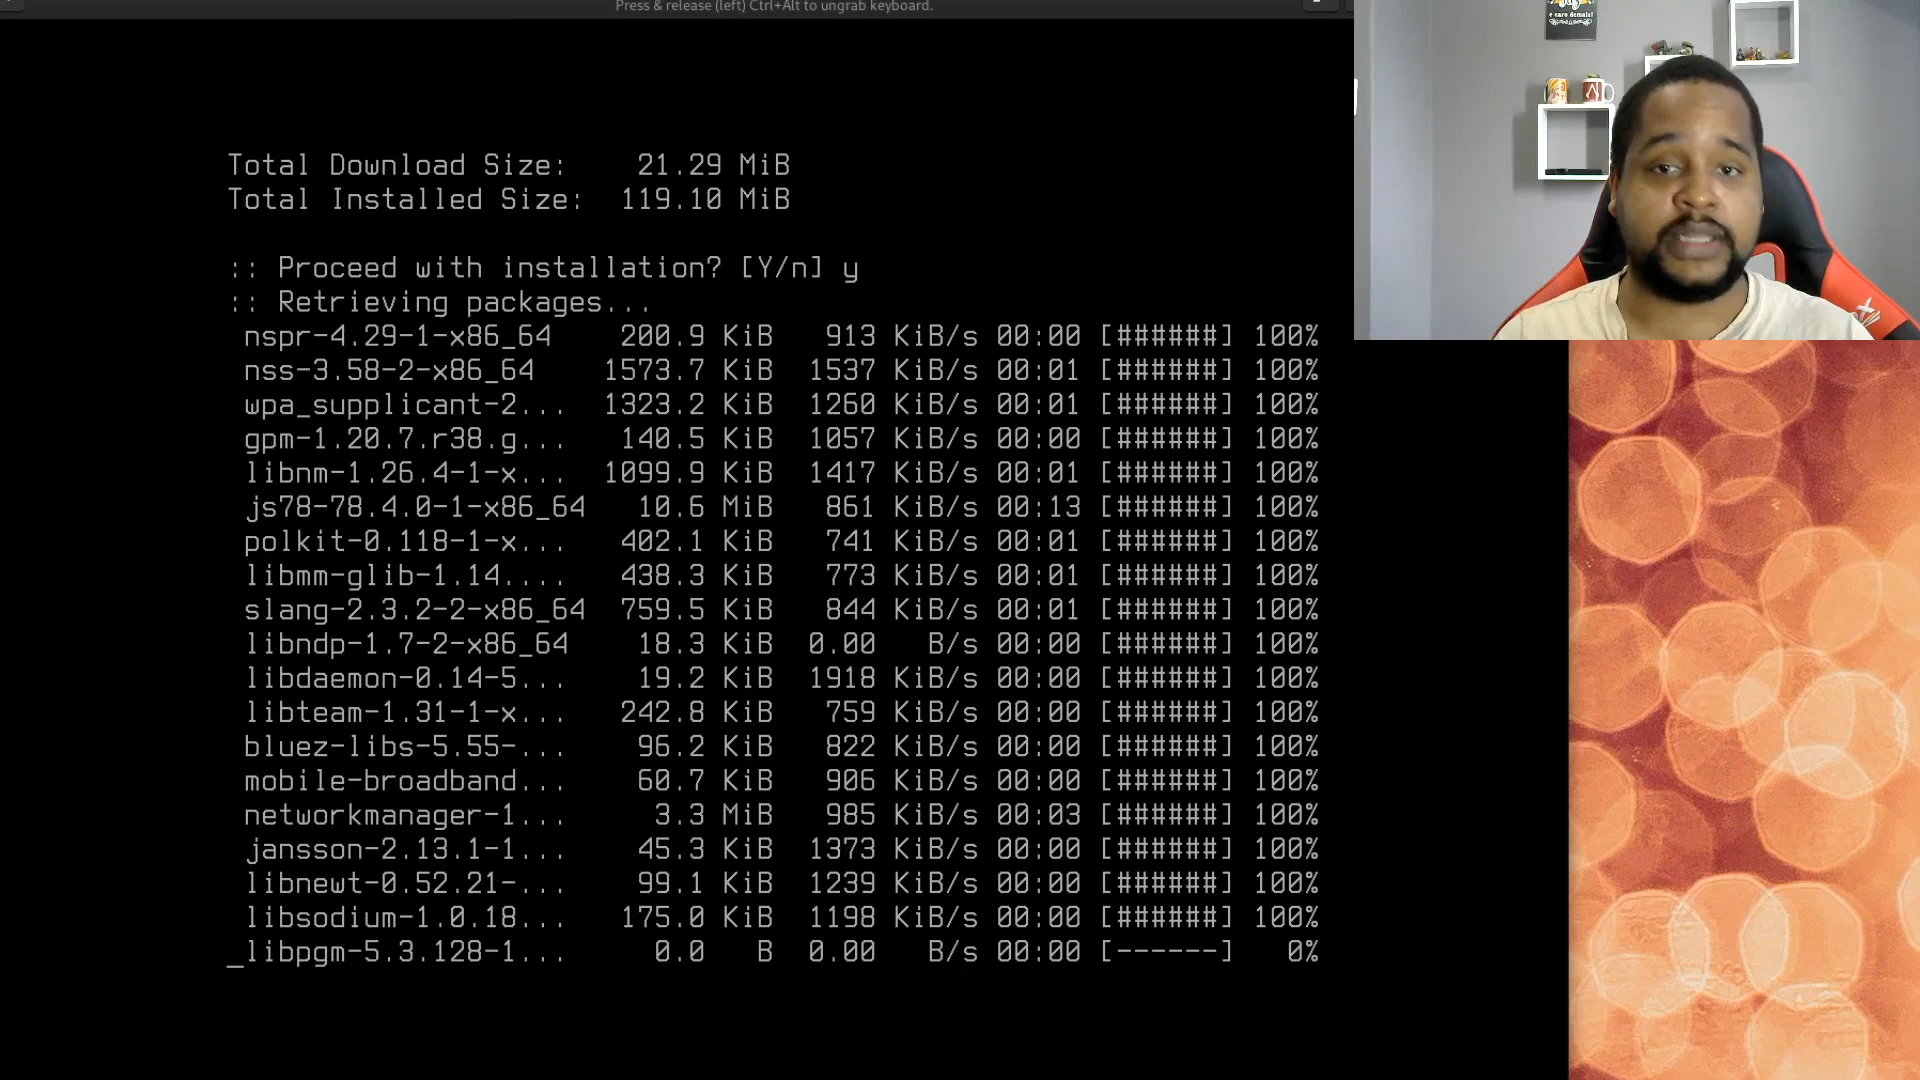 Press & release (left) Ctrl+Alt to ungrab keyboard.
e caro demais!
Total Download Size:    21.29 MiB
Total Installed Size:  119.10 MiB
:: Proceed with installation? [Y/n] y
:: Retrieving packages...
nspr-4.29-1-x86_64    200.9 KiB   913 KiB/s 00:00 [######] 100%
nss-3.58-2-x86_64    1573.7 KiB  1537 KiB/s 00:01 [######] 100%
wpa_supplicant-2...  1323.2 KiB  1260 KiB/s 00:01 [######] 100%
gpm-1.20.7.r38.g...   140.5 KiB  1057 KiB/s 00:00 [######] 100%
libnm-1.26.4-1-x...  1099.9 KiB  1417 KiB/s 00:01 [######] 100%
js78-78.4.0-1-x86_64   10.6 MiB   861 KiB/s 00:13 [######] 100%
polkit-0.118-1-x...   402.1 KiB   741 KiB/s 00:01 [######] 100%
libmm-glib-1.14....   438.3 KiB   773 KiB/s 00:01 [######] 100%
slang-2.3.2-2-x86_64  759.5 KiB   844 KiB/s 00:01 [######] 100%
libndp-1.7-2-x86_64    18.3 KiB  0.00   B/s 00:00 [######] 100%
libdaemon-0.14-5...    19.2 KiB  1918 KiB/s 00:00 [######] 100%
libteam-1.31-1-x...   242.8 KiB   759 KiB/s 00:00 [######] 100%
bluez-libs-5.55-...    96.2 KiB   822 KiB/s 00:00 [######] 100%
mobile-broadband...    60.7 KiB   906 KiB/s 00:00 [######] 100%
networkmanager-1...     3.3 MiB   985 KiB/s 00:03 [######] 100%
jansson-2.13.1-1...    45.3 KiB  1373 KiB/s 00:00 [######] 100%
libnewt-0.52.21-...    99.1 KiB  1239 KiB/s 00:00 [######] 100%
libsodium-1.0.18...   175.0 KiB  1198 KiB/s 00:00 [######] 100%
_libpgm-5.3.128-1...     0.0   B  0.00   B/s 00:00 [------]   0%